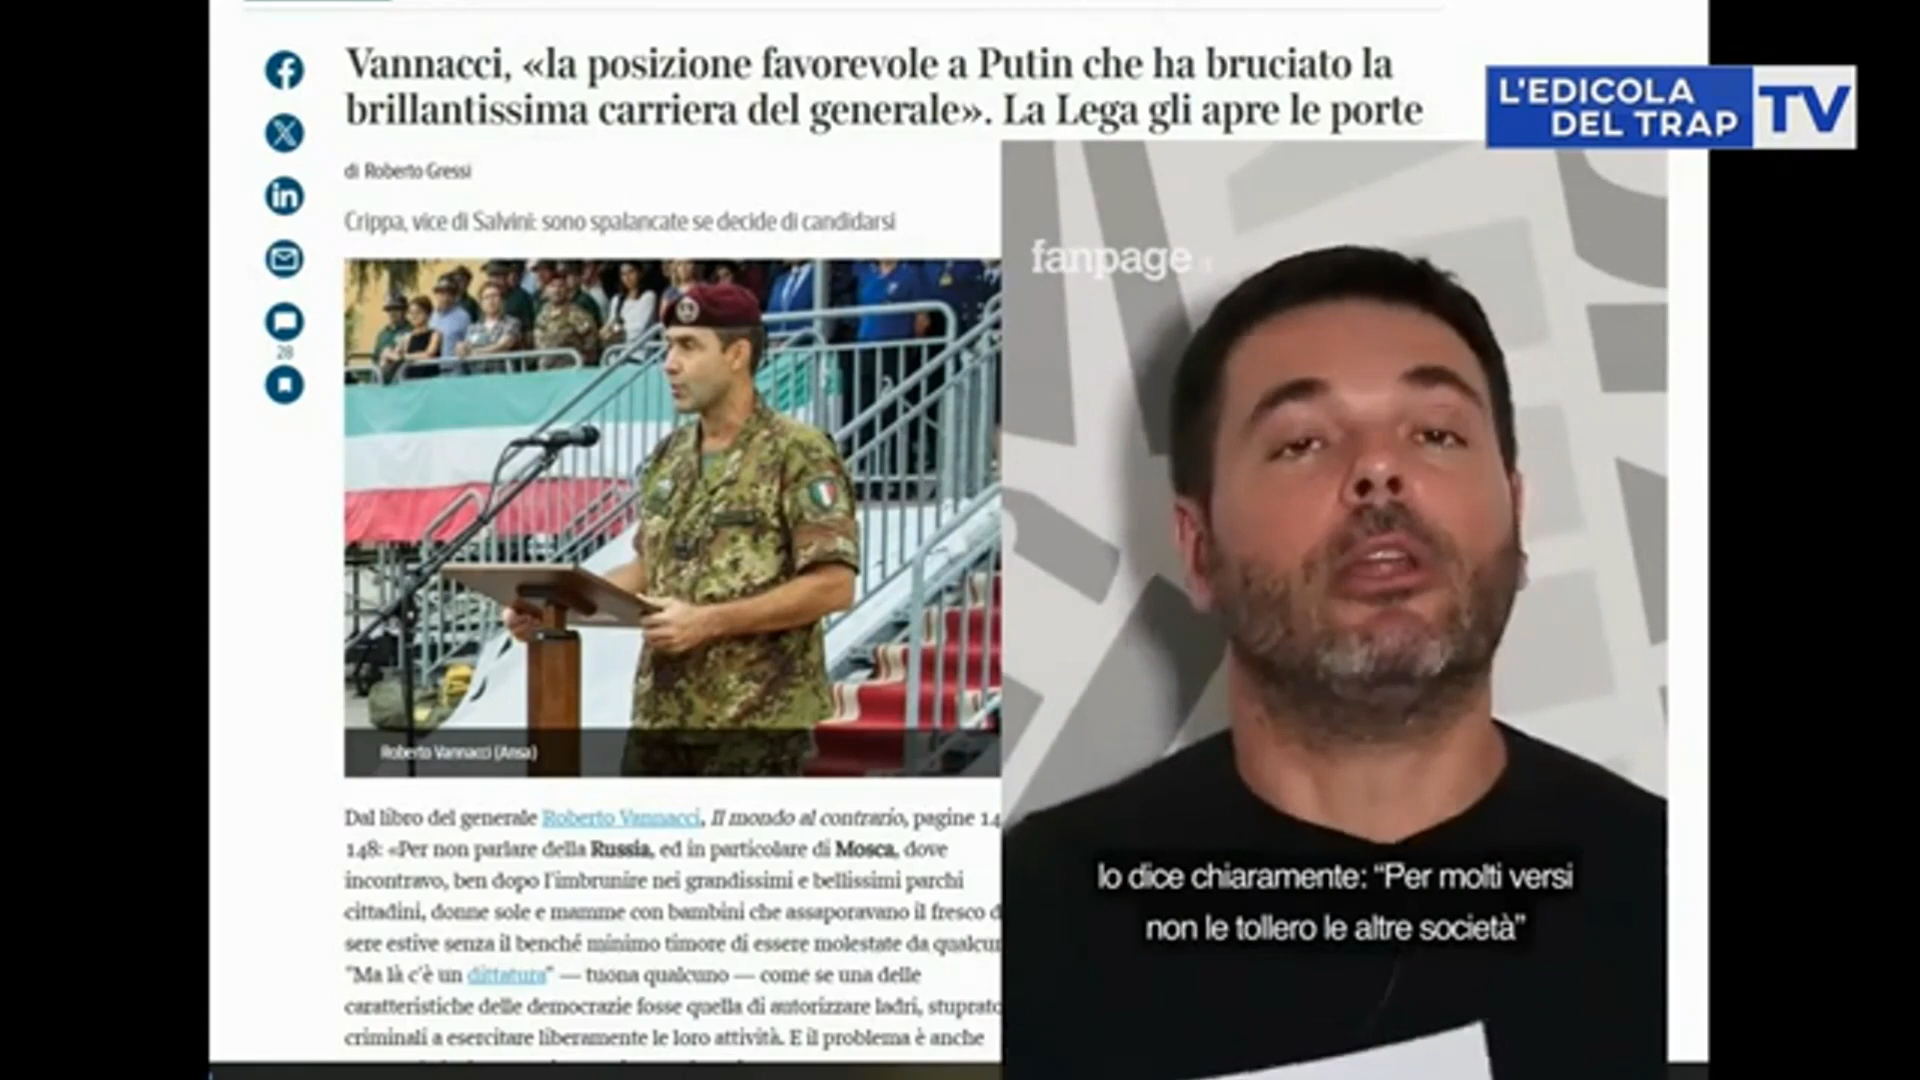 Vannacci, «la posizione favorevole a Putin che ha bruciato la
brillantissima carriera del generale». La Lega gli apre le porte
di Roberto Gressi
Crippa, vice di Salvini: sono spalancate se decide di candidarsi
28
Roberto Vannacci (Ansa)
Dal libro del generale Roberto Vannacci, Il mondo al contrario, pagine 14
148: «Per non parlare della Russia, ed in particolare di Mosca, dove
incontravo, ben dopo l'imbrunire nei grandissimi e bellissimi parchi
cittadini, donne sole e mamme con bambini che assaporavano il fresco d
sere estive senza il benché minimo timore di essere molestate da qualcun
"Ma là c'è un dittatura" — tuona qualcuno — come se una delle
caratteristiche delle democrazie fosse quella di autorizzare ladri, stuprato
criminali a esercitare liberamente le loro attività. E il problema è anche
L'EDICOLA
DEL TRAP TV
fanpage
lo dice chiaramente: “Per molti versi
non le tollero le altre società”